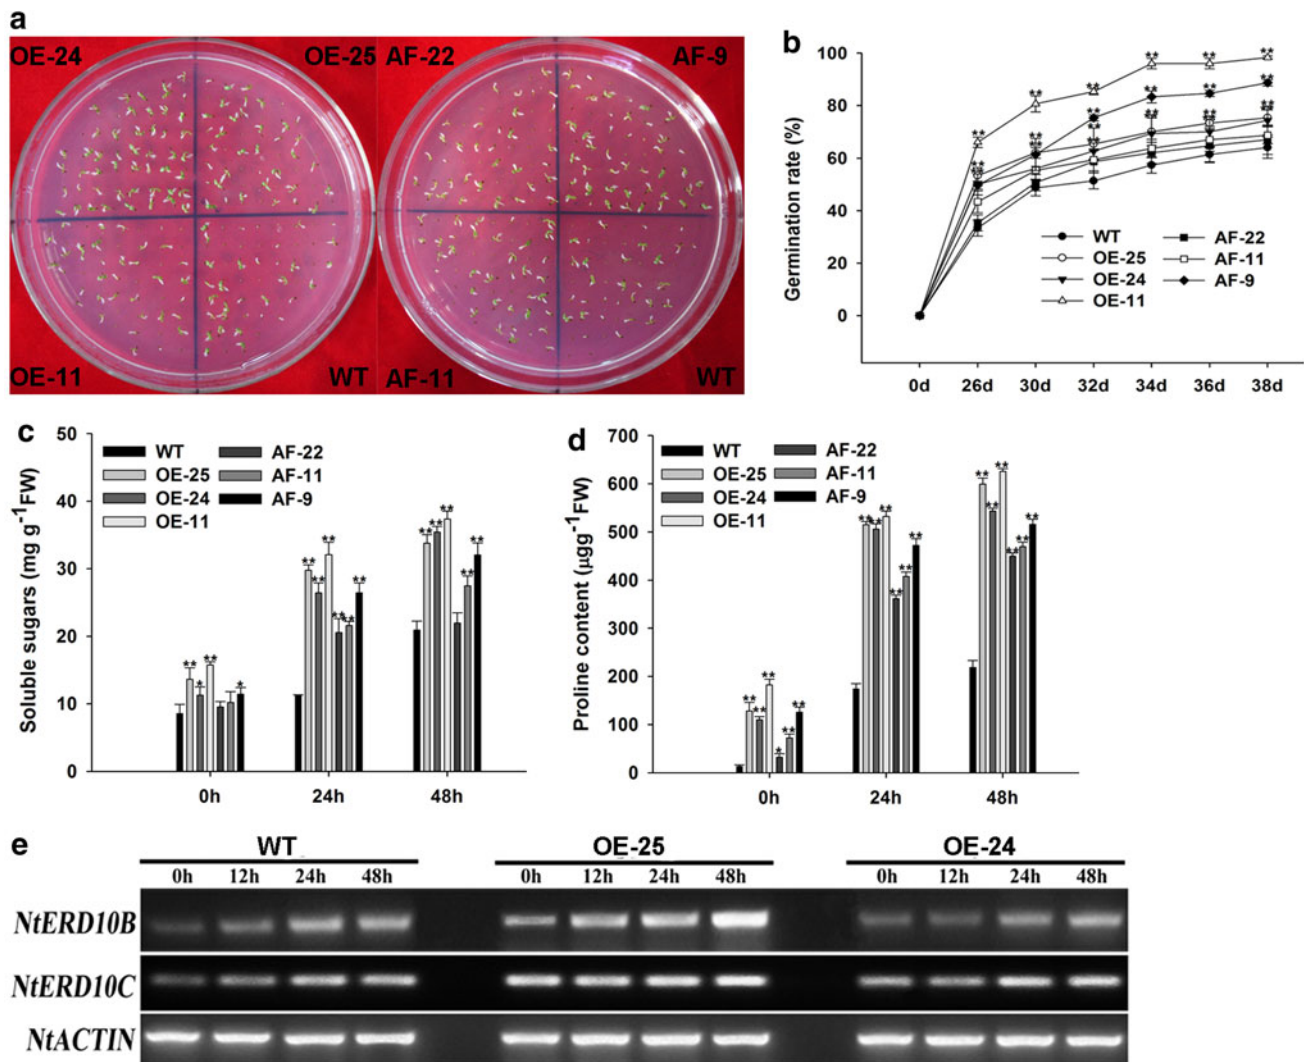 a
OE-24
OE-25
AF-22
AF-9
OE-11
WT
AF-11
WT
b
Germination rate (%)
100
80
60
40
20
0
** ** ** ** ** **
** ** ** ** ** **
** ** ** ** ** **
WT
OE-25
OE-24
OE-11
AF-22
AF-11
AF-9
0d 26d 30d 32d 34d 36d 38d
c
Soluble sugars (mg g-1FW)
50
40
30
20
10
0
WT
OE-25
OE-24
OE-11
AF-22
AF-11
AF-9
** * ** *
** ** ** ** ** **
** ** ** ** **
0h 24h 48h
d
Proline content (µgg-1FW)
700
600
500
400
300
200
100
0
WT
OE-25
OE-24
OE-11
AF-22
AF-11
AF-9
** ** ** * ** **
** ** ** ** ** **
** ** ** ** ** **
0h 24h 48h
e
WT OE-25 OE-24
0h 12h 24h 48h 0h 12h 24h 48h 0h 12h 24h 48h
NtERD10B
NtERD10C
NtACTIN